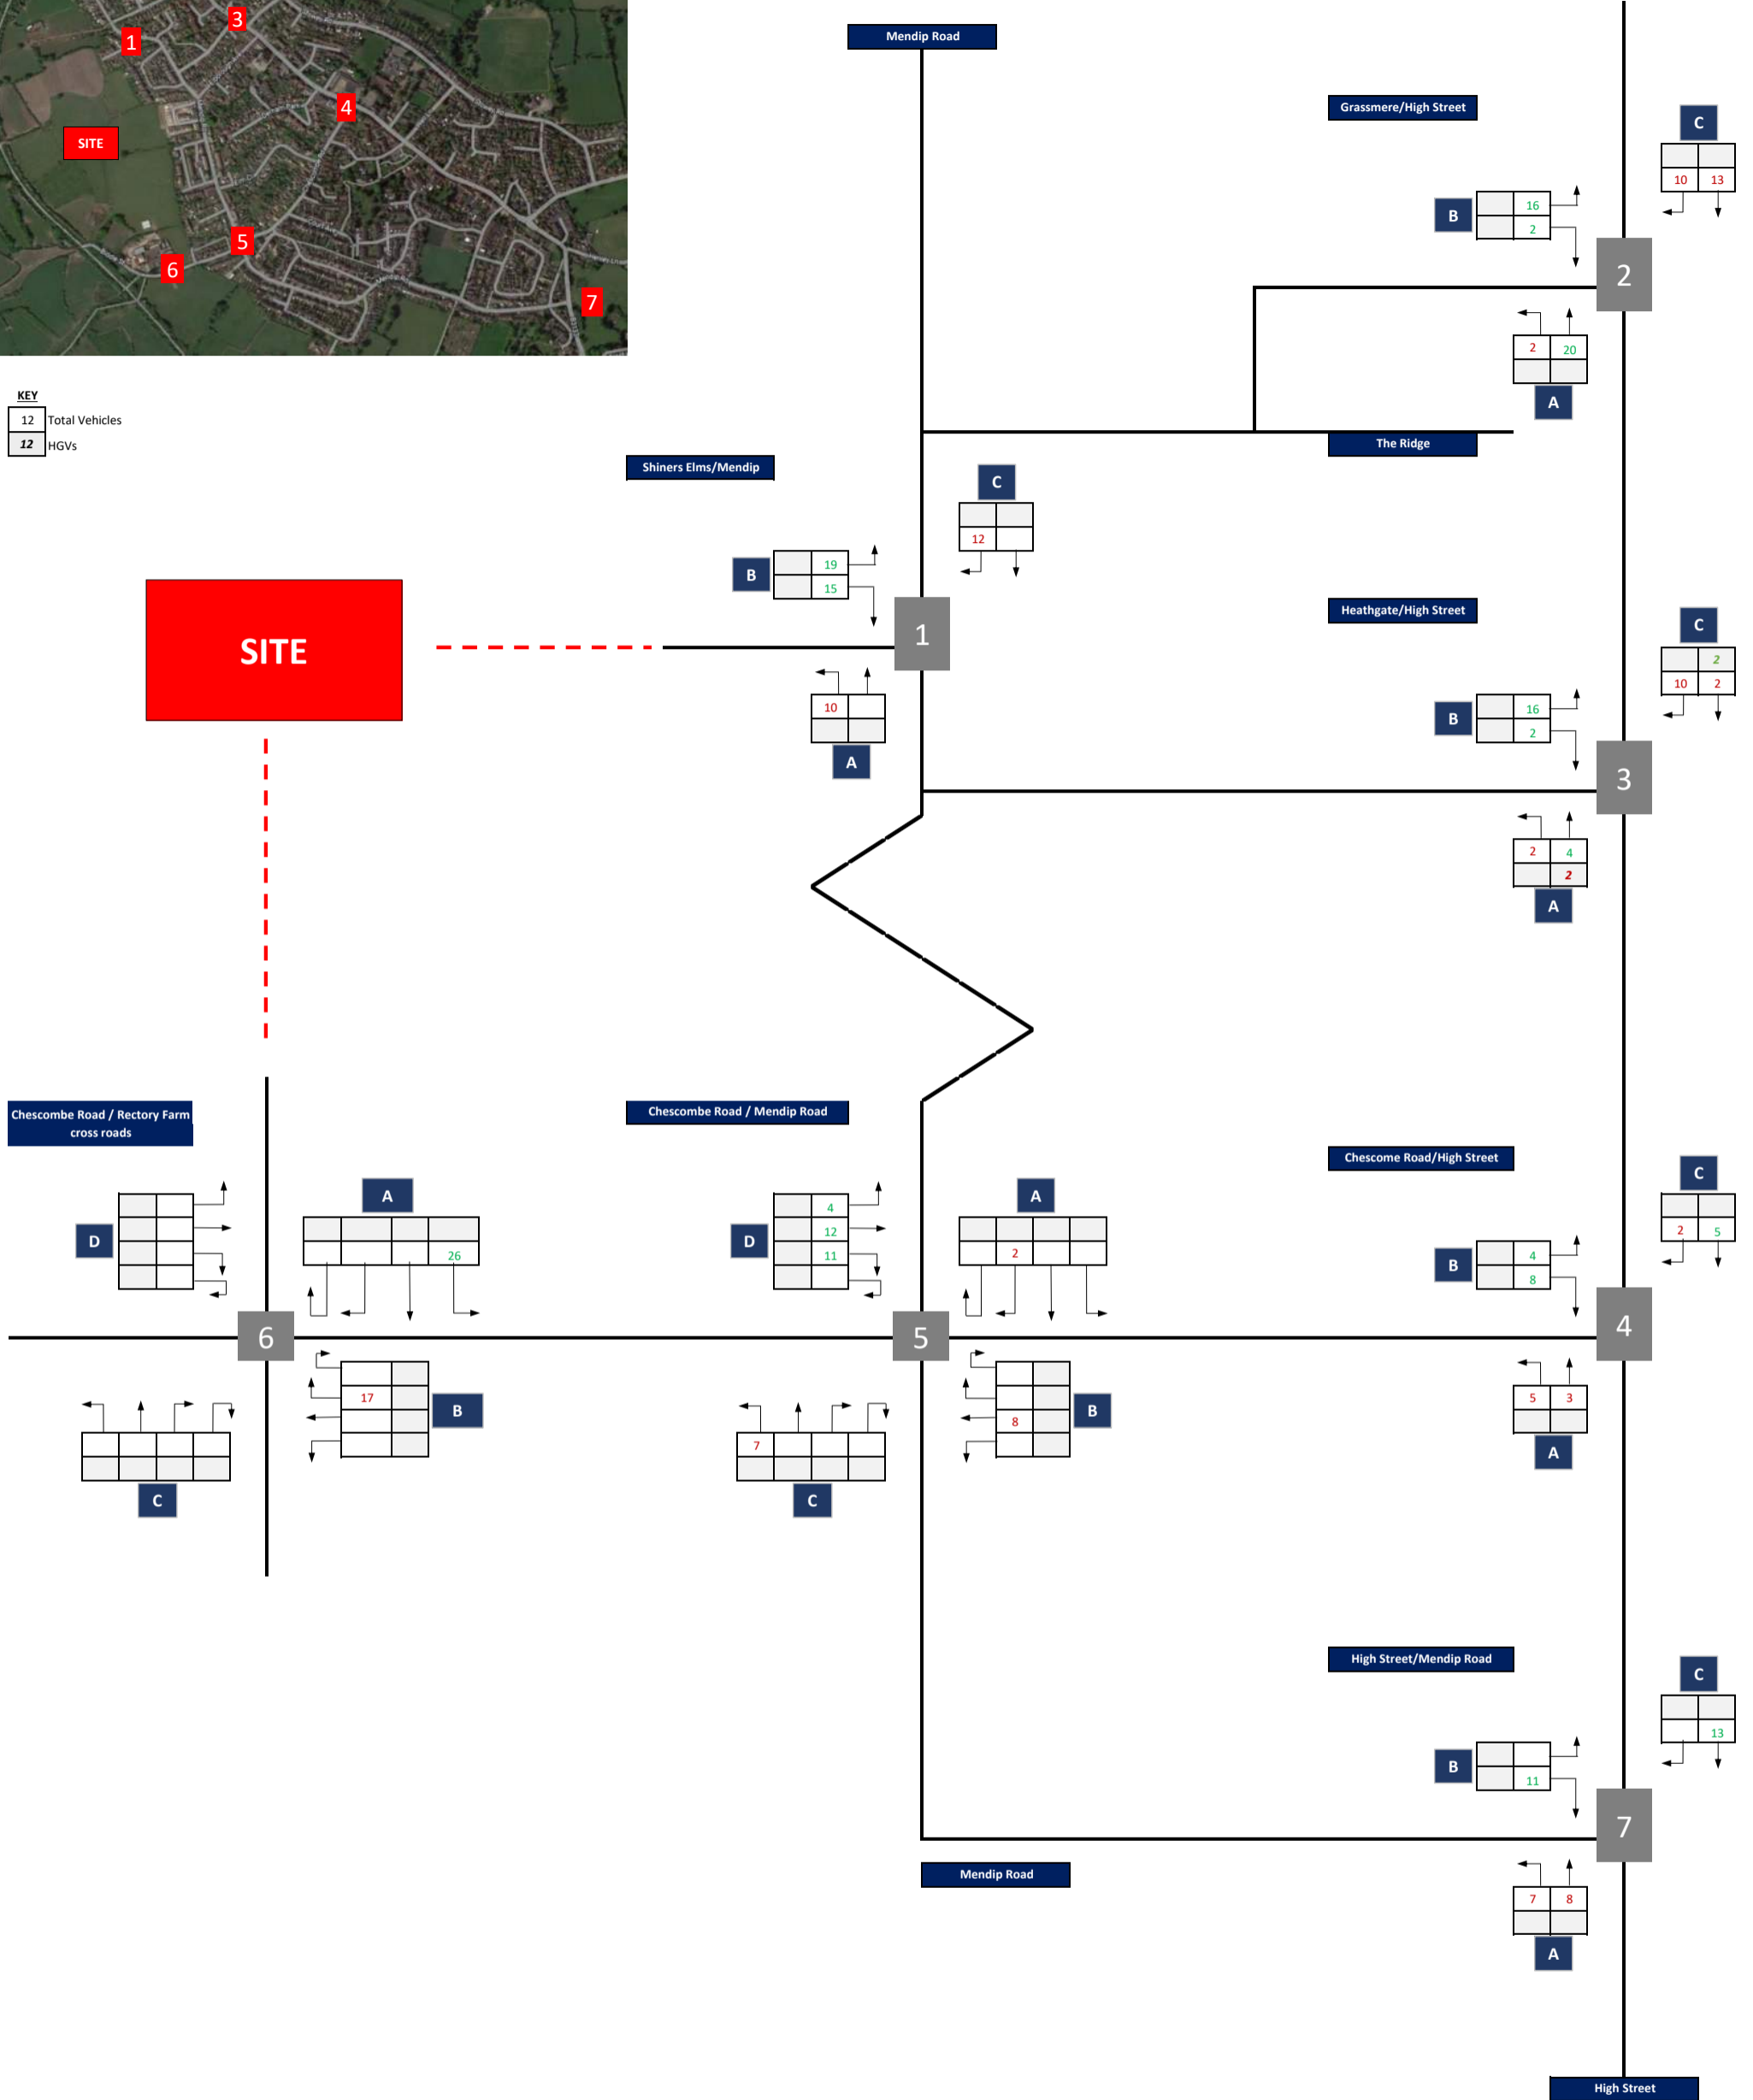 3
1
4
SITE
5
6
7
KEY
12 Total Vehicles
12 HGVs
Mendip Road
Grassmere/High Street
C
10 13
B
16
2
2
2 20
A
The Ridge
Shiners Elms/Mendip
C
12
B
19
15
1
10
A
SITE
Heathgate/High Street
C
2
10 2
B
16
2
3
2 4
2
A
Chescombe Road / Rectory Farm
cross roads
D
A
26
6
17
B
C
Chescombe Road / Mendip Road
D
4
12
11
A
2
5
8
B
7
C
Chescome Road/High Street
C
2 5
B
4
8
4
5 3
A
High Street/Mendip Road
C
13
B
11
7
Mendip Road
7 8
A
High Street